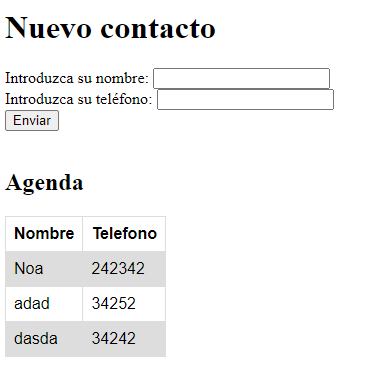 Nuevo contacto
Introduzca su nombre:
Introduzca su teléfono:
Enviar
Agenda
Nombre Telefono
Noa 242342
adad 34252
dasda 34242